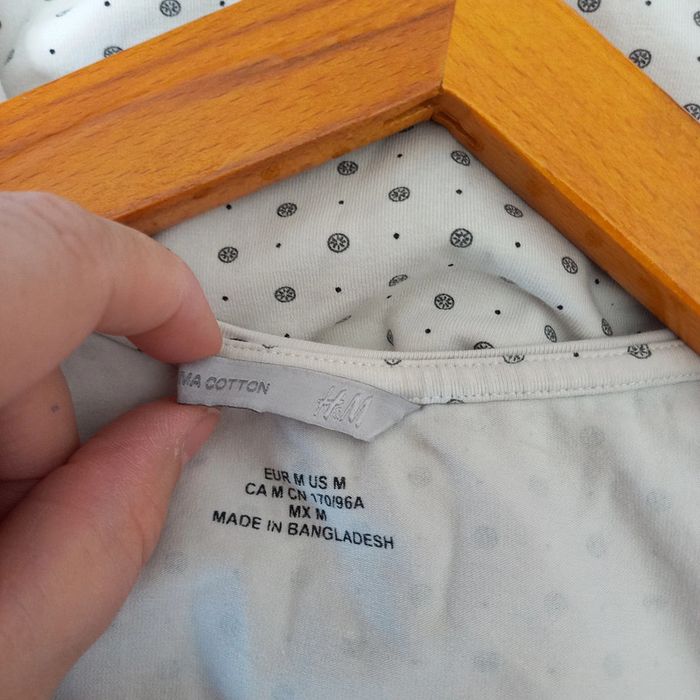 MA COTTON
H&M
EUR M US M
CA M CN 170/96A
MX M
MADE IN BANGLADESH